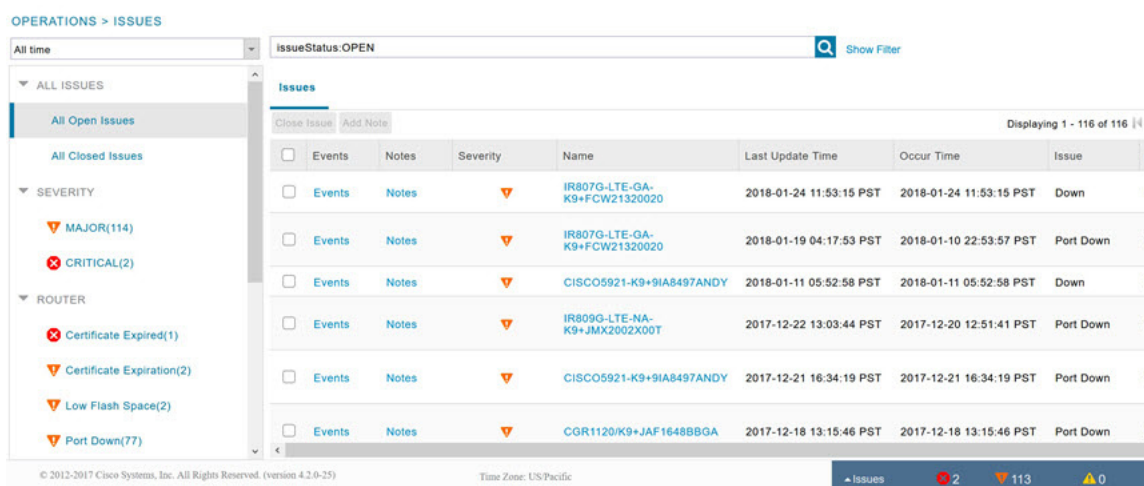 OPERATIONS > ISSUES
All time
issueStatus:OPEN
Show Filter
ALL ISSUES
All Open Issues
All Closed Issues
SEVERITY
MAJOR(114)
CRITICAL(2)
ROUTER
Certificate Expired(1)
Certificate Expiration(2)
Low Flash Space(2)
Port Down(77)
Issues
Close Issue Add Note
Displaying 1 - 116 of 116
Events Notes Severity Name Last Update Time Occur Time Issue
Events Notes IR807G-LTE-GA-
K9+FCW21320020 2018-01-24 11:53:15 PST 2018-01-24 11:53:15 PST Down
Events Notes IR807G-LTE-GA-
K9+FCW21320020 2018-01-19 04:17:53 PST 2018-01-10 22:53:57 PST Port Down
Events Notes CISCO5921-K9+9IA8497ANDY 2018-01-11 05:52:58 PST 2018-01-11 05:52:58 PST Down
Events Notes IR809G-LTE-NA-
K9+JMX2002X00T 2017-12-22 13:03:44 PST 2017-12-20 12:51:41 PST Port Down
Events Notes CISCO5921-K9+9IA8497ANDY 2017-12-21 16:34:19 PST 2017-12-21 16:34:19 PST Port Down
Events Notes CGR1120/K9+JAF1648BBGA 2017-12-18 13:15:46 PST 2017-12-18 13:15:46 PST Port Down
© 2012-2017 Cisco Systems, Inc. All Rights Reserved. (version 4.2.0-25)
Time Zone: US/Pacific
Issues 2 113 0